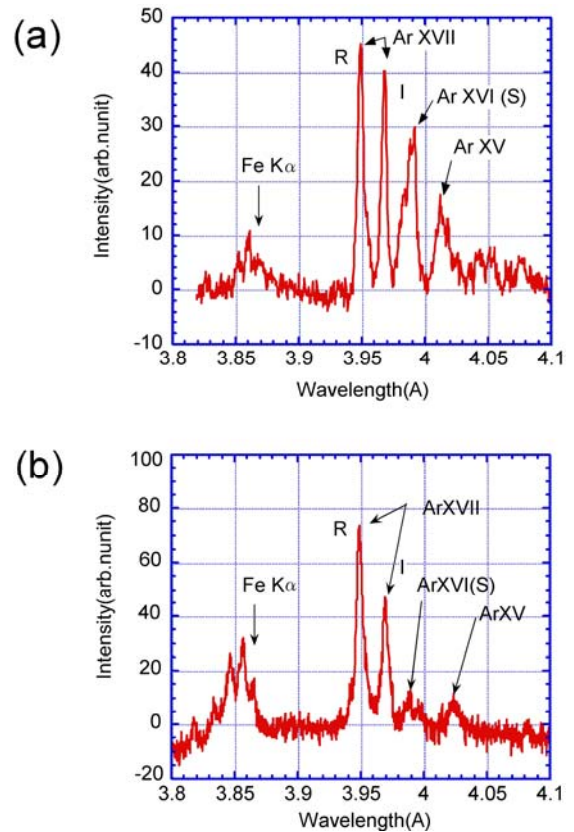 (a)
50
40
30
20
10
0
-10
Intensity(arb.nunit)
R
Ar XVII
I
Ar XVI (S)
Ar XV
Fe Kα
3.8 3.85 3.9 3.95 4 4.05 4.1
Wavelength(A)
(b)
100
80
60
40
20
0
-20
Intensity(arb.nunit)
R
ArXVII
I
ArXVI(S)
ArXV
Fe Kα
3.8 3.85 3.9 3.95 4 4.05 4.1
Wavelength(A)